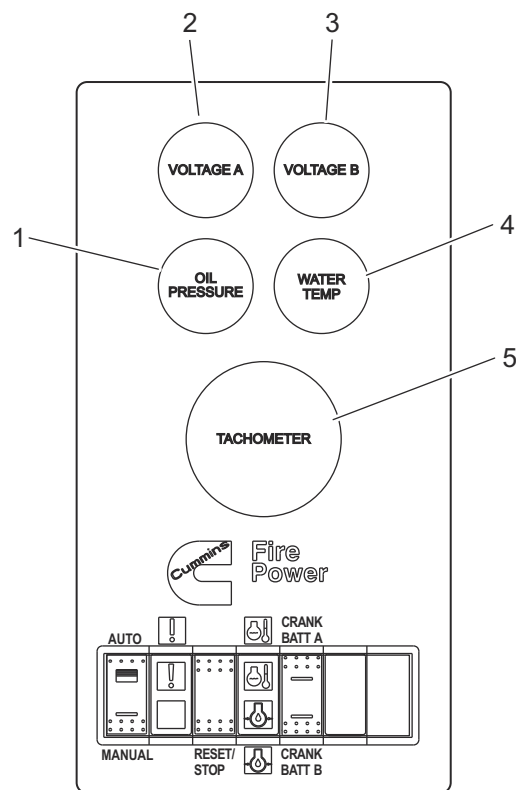 2
3
VOLTAGE A
VOLTAGE B
1
4
OIL
PRESSURE
WATER
TEMP
5
TACHOMETER
Cummins
Fire
Power
AUTO
!
CRANK
BATT A
!
MANUAL
RESET/
STOP
CRANK
BATT B